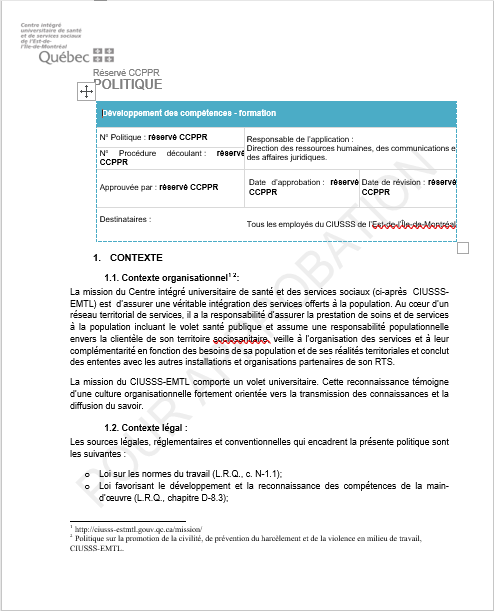 Centre intégré
universitaire de santé
et de services sociaux
de l'Est-de-
l'Île-de-Montréal
Québec
Réservé CCPPR
POLITIQUE
Développement des compétences - formation
N° Politique : réservé CCPPR
Responsable de l'application :
Direction des ressources humaines, des communications e
des affaires juridiques.
N° Procédure découlant : réservé
CCPPR
Approuvée par : réservé CCPPR
Date d'approbation : réservé
CCPPR
Date de révision : réservé
CCPPR
Destinataires :
Tous les employés du CIUSSS de l'Est-de-l'Île-de-Montréal
1. CONTEXTE
1.1. Contexte organisationnel1 2:
La mission du Centre intégré universitaire de santé et des services sociaux (ci-après CIUSSS-
EMTL) est d'assurer une véritable intégration des services offerts à la population. Au cœur d'un
réseau territorial de services, il a la responsabilité d'assurer la prestation de soins et de services
à la population incluant le volet santé publique et assume une responsabilité populationnelle
envers la clientèle de son territoire sociosanitaire, veille à l'organisation des services et à leur
complémentarité en fonction des besoins de sa population et de ses réalités territoriales et conclut
des ententes avec les autres installations et organisations partenaires de son RTS.
La mission du CIUSSS-EMTL comporte un volet universitaire. Cette reconnaissance témoigne
d'une culture organisationnelle fortement orientée vers la transmission des connaissances et la
diffusion du savoir.
1.2. Contexte légal :
Les sources légales, réglementaires et conventionnelles qui encadrent la présente politique sont
les suivantes :
o Loi sur les normes du travail (L.R.Q., c. N-1.1);
o Loi favorisant le développement et la reconnaissance des compétences de la main-
d'œuvre (L.R.Q., chapitre D-8.3);
1 http://ciusss-estmtl.gouv.qc.ca/mission/
2 Politique sur la promotion de la civilité, de prévention du harcèlement et de la violence en milieu de travail,
CIUSSS-EMTL.
POUR APPROBATION